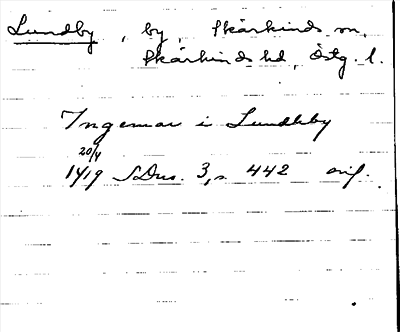 Lundby, by, Skärkinds sn,
Skärkinds hd, Östg. l.
Ingemar i Lundhby
20/4
1419 SDns. 3, s. 442 orig.